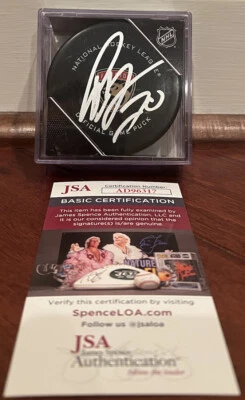 NATIONAL HOCKEY LEAGUE
NHL
OFFICIAL GAME PUCK
JSA
Certification Number
AD96317
BASIC CERTIFICATION
This item has been fully examined by
James Spence Authentication, LLC and
it is our considered opinion that the
signature(s) is/are genuine.
Verify this certification by visiting
SpenceLOA.com
Follow us @jsaloa
JSA
James Spence
Authentication